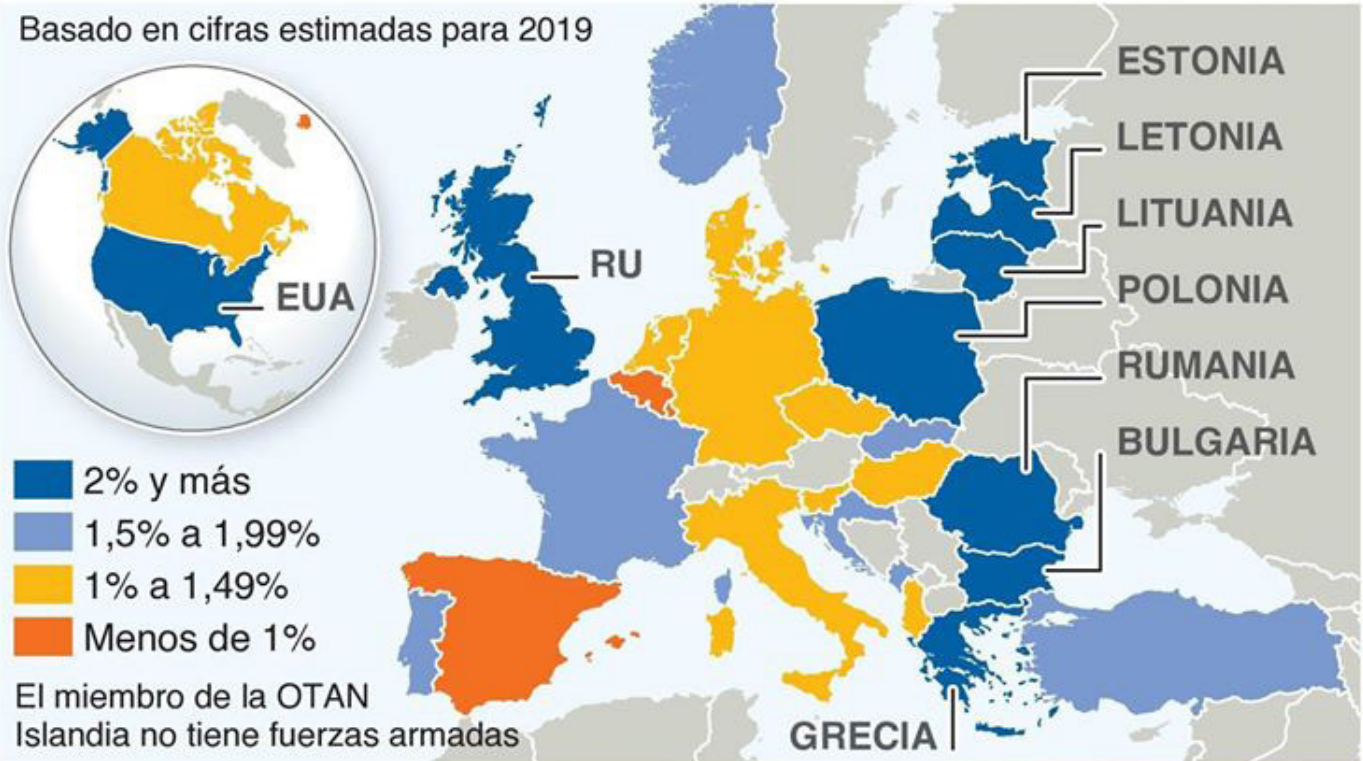 Basado en cifras estimadas para 2019
EUA
RU
ESTONIA
LETONIA
LITUANIA
POLONIA
RUMANIA
BULGARIA
2% y más
1,5% a 1,99%
1% a 1,49%
Menos de 1%
El miembro de la OTAN
Islandia no tiene fuerzas armadas
GRECIA